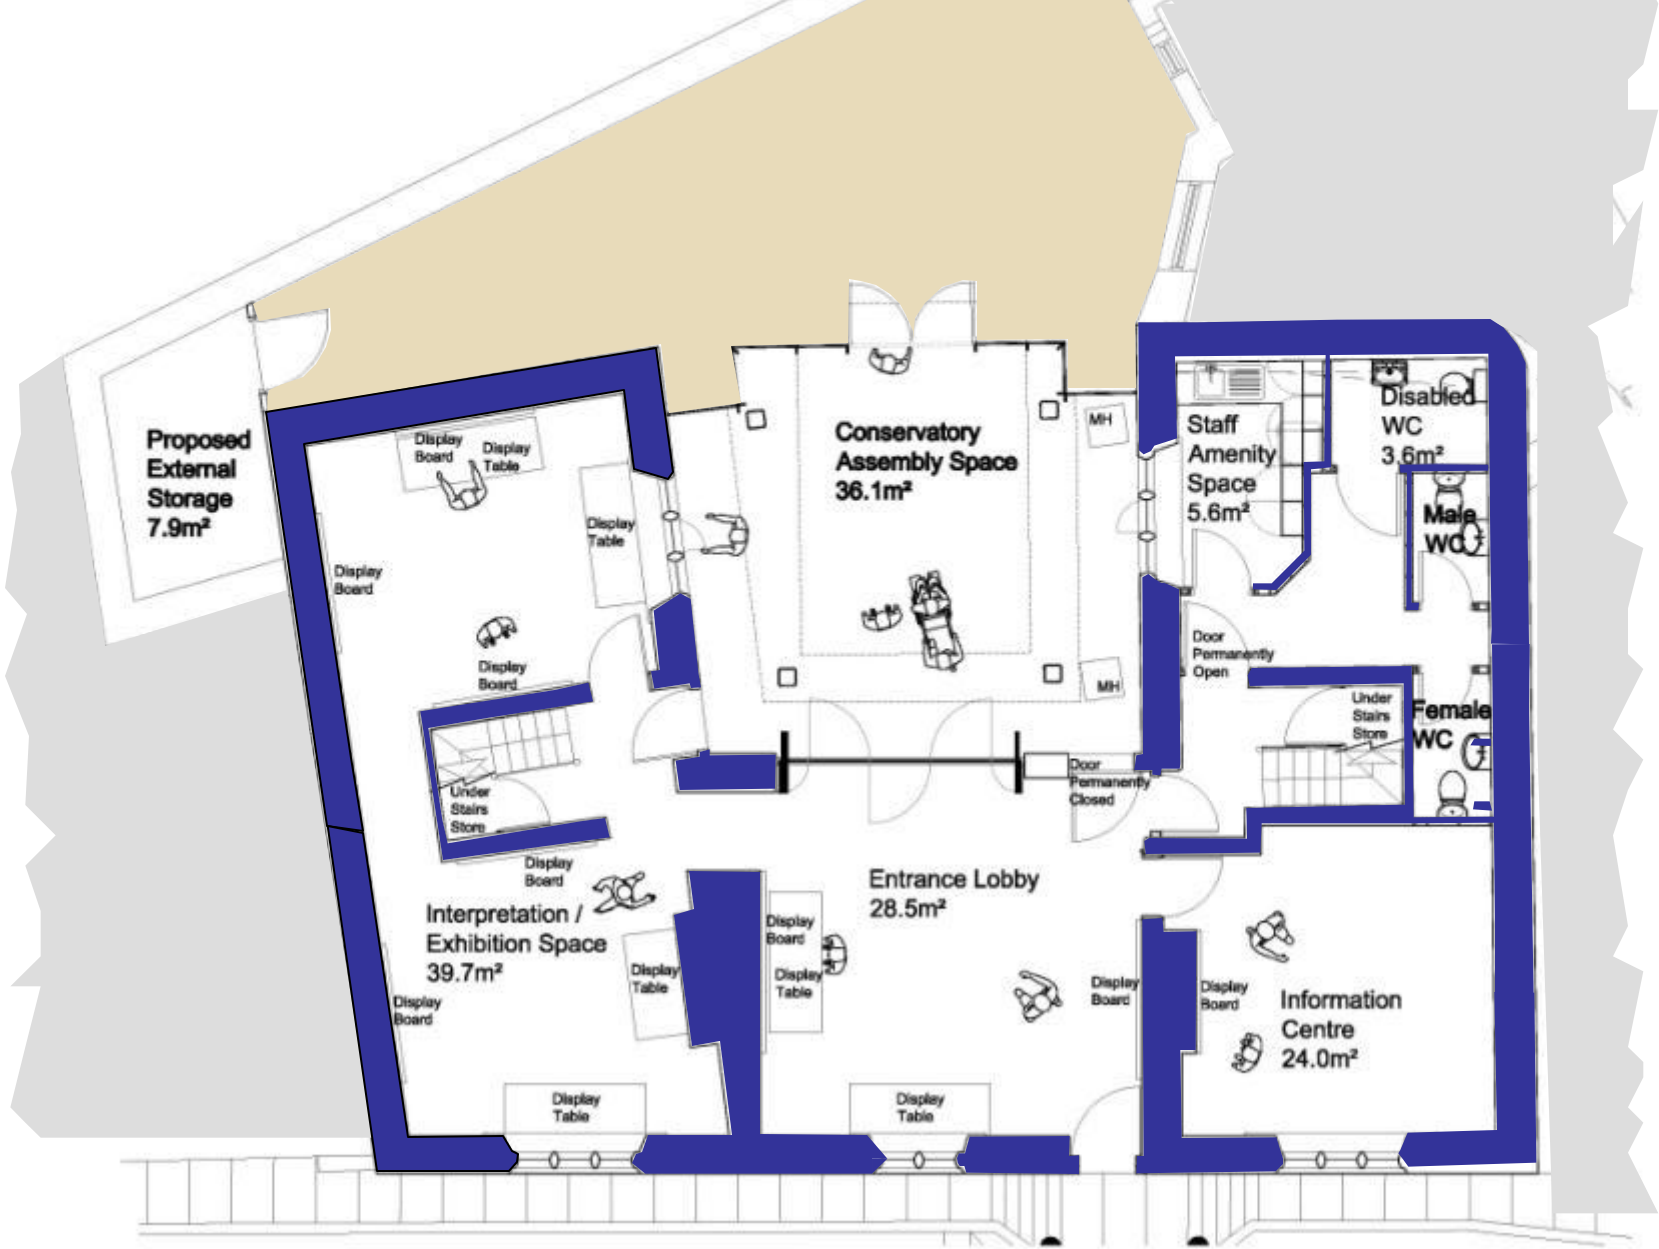 Proposed
External
Storage
7.9m²
Display
Board
Display
Table
Display
Table
Display
Board
Display
Board
Under
Stairs
Store
Display
Board
Interpretation /
Exhibition Space
39.7m²
Display
Table
Display
Board
Display
Table
Conservatory
Assembly Space
36.1m²
MH
MH
Door
Permanently
Closed
Entrance Lobby
28.5m²
Display
Board
Display
Table
Display
Board
Display
Table
Staff
Amenity
Space
5.6m²
Disabled
WC
3.6m²
Male
WC
Door
Permanently
Open
Under
Stairs
Store
Female
WC
Display
Board
Information
Centre
24.0m²